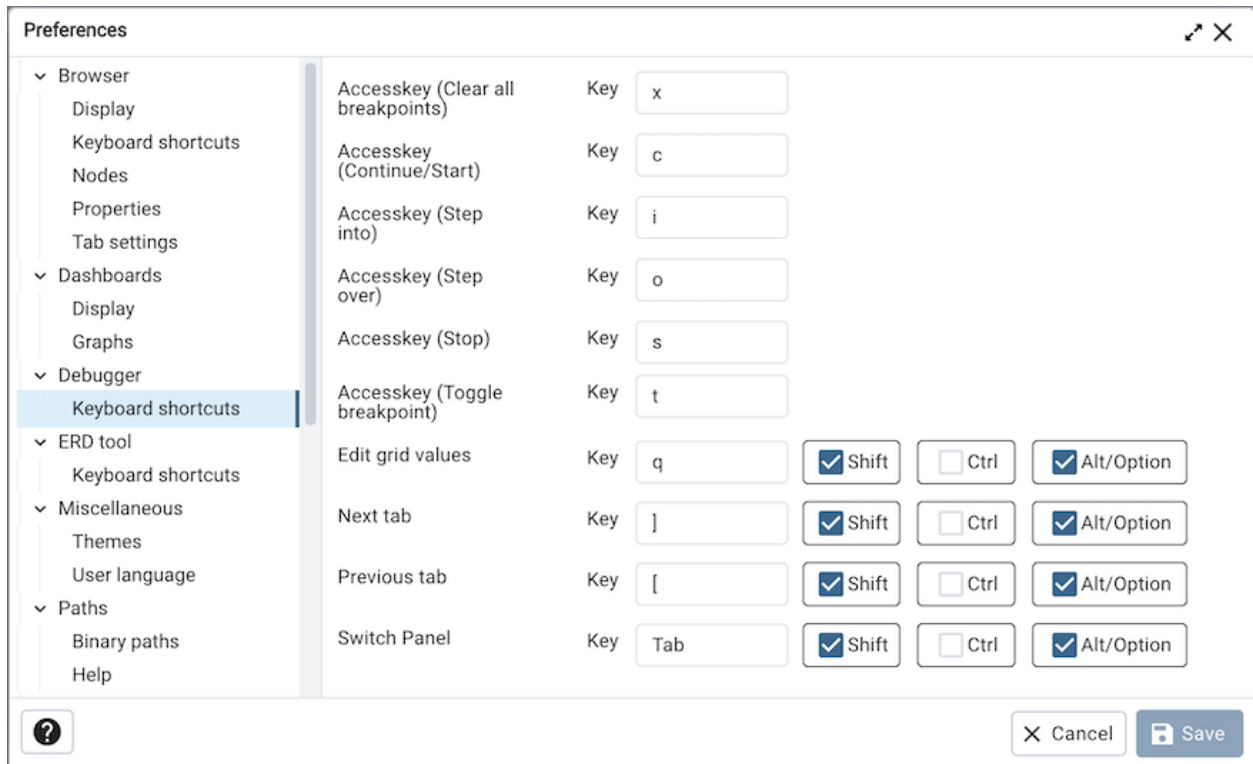 Preferences
Browser
Display
Keyboard shortcuts
Nodes
Properties
Tab settings
Dashboards
Display
Graphs
Debugger
Keyboard shortcuts
ERD tool
Keyboard shortcuts
Miscellaneous
Themes
User language
Paths
Binary paths
Help
Accesskey (Clear all
breakpoints)
Key x
Accesskey
(Continue/Start)
Key c
Accesskey (Step
into)
Key i
Accesskey (Step
over)
Key o
Accesskey (Stop)
Key s
Accesskey (Toggle
breakpoint)
Key t
Edit grid values Key q Shift Ctrl Alt/Option
Next tab Key ] Shift Ctrl Alt/Option
Previous tab Key [ Shift Ctrl Alt/Option
Switch Panel Key Tab Shift Ctrl Alt/Option
? Cancel Save